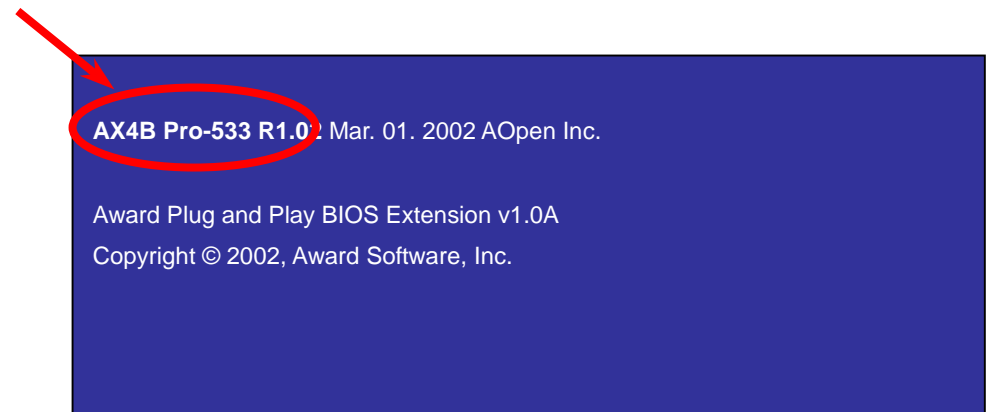 AX4B Pro-533 R1.02 Mar. 01. 2002 AOpen Inc.
Award Plug and Play BIOS Extension v1.0A
Copyright © 2002, Award Software, Inc.